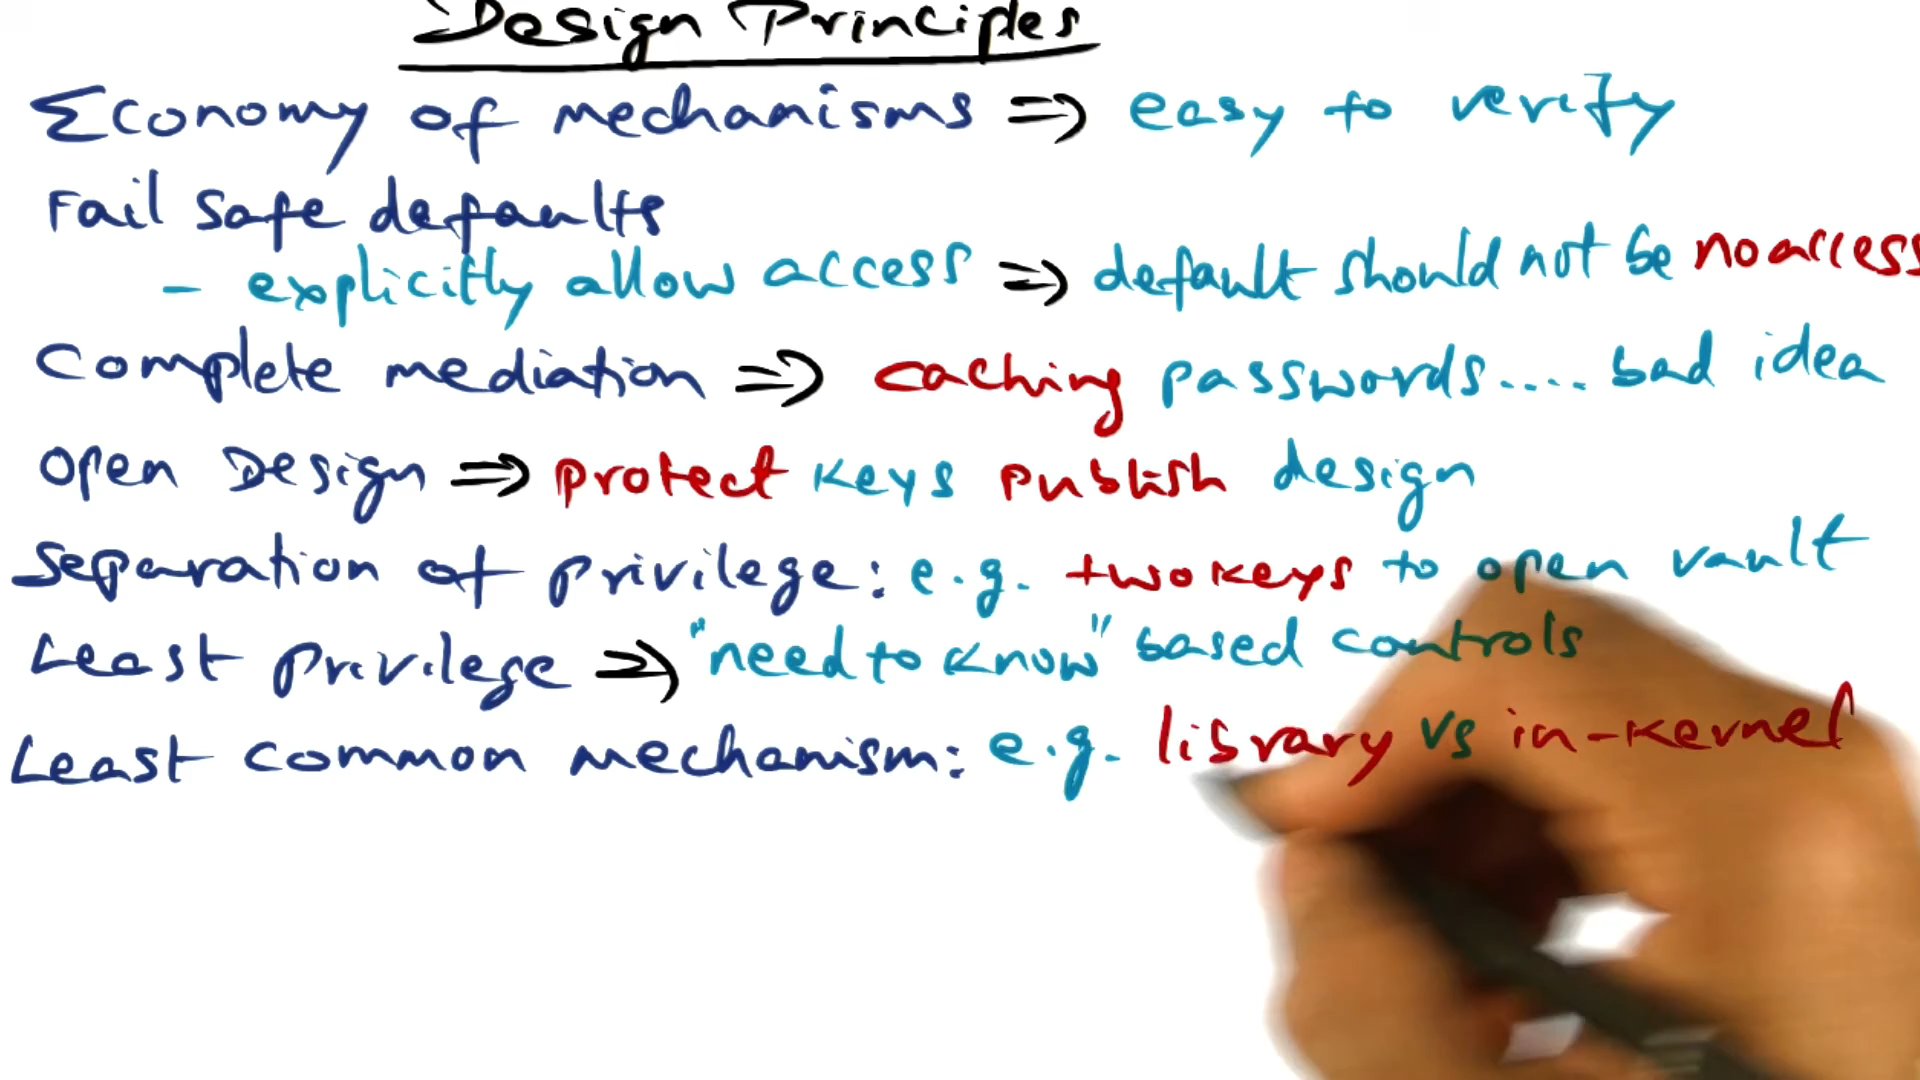 Design Principles
Economy of mechanisms => easy to verify
Fail safe defaults
- explicitly allow access => default should not be no access
Complete mediation => caching passwords.... bad idea
Open Design => protect keys publish design
Separation of privilege: e.g. two keys to open vault
Least privilege => "need to know" based controls
Least common mechanism: e.g. library vs in-kernel